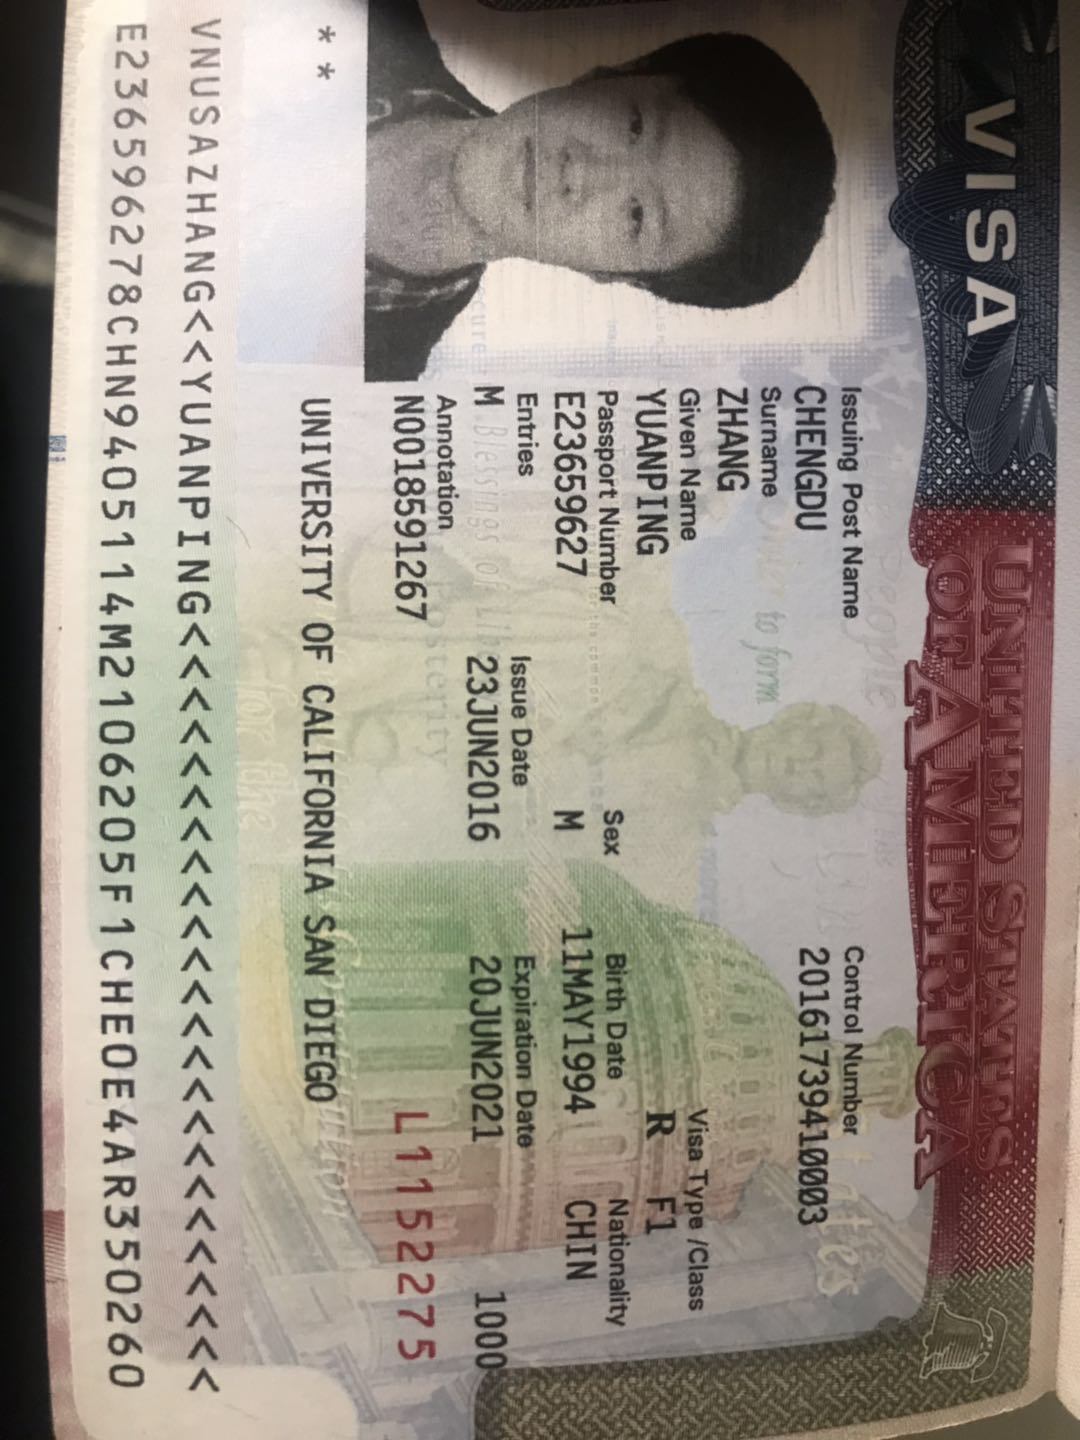 VISA
UNITED STATES
OF AMERICA
Issuing Post Name
Control Number
CHENGDU
20161739410003
Surname
Visa Type /Class
ZHANG
R F1
Given Name
YUANPING
Passport Number
Sex
Birth Date
Nationality
E23659627
M
11MAY1994
CHIN
Entries
Issue Date
Expiration Date
M
23JUN2016
20JUN2021
1000
Annotation
N0018591267
L1152275
UNIVERSITY OF CALIFORNIA SAN DIEGO
**
VNUSAZHANG<<YUANPING<<<<<<<<<<<<<<<<<<<<<<<<
E236596278CHN9405114M2106205F1CHE0E4AR350260